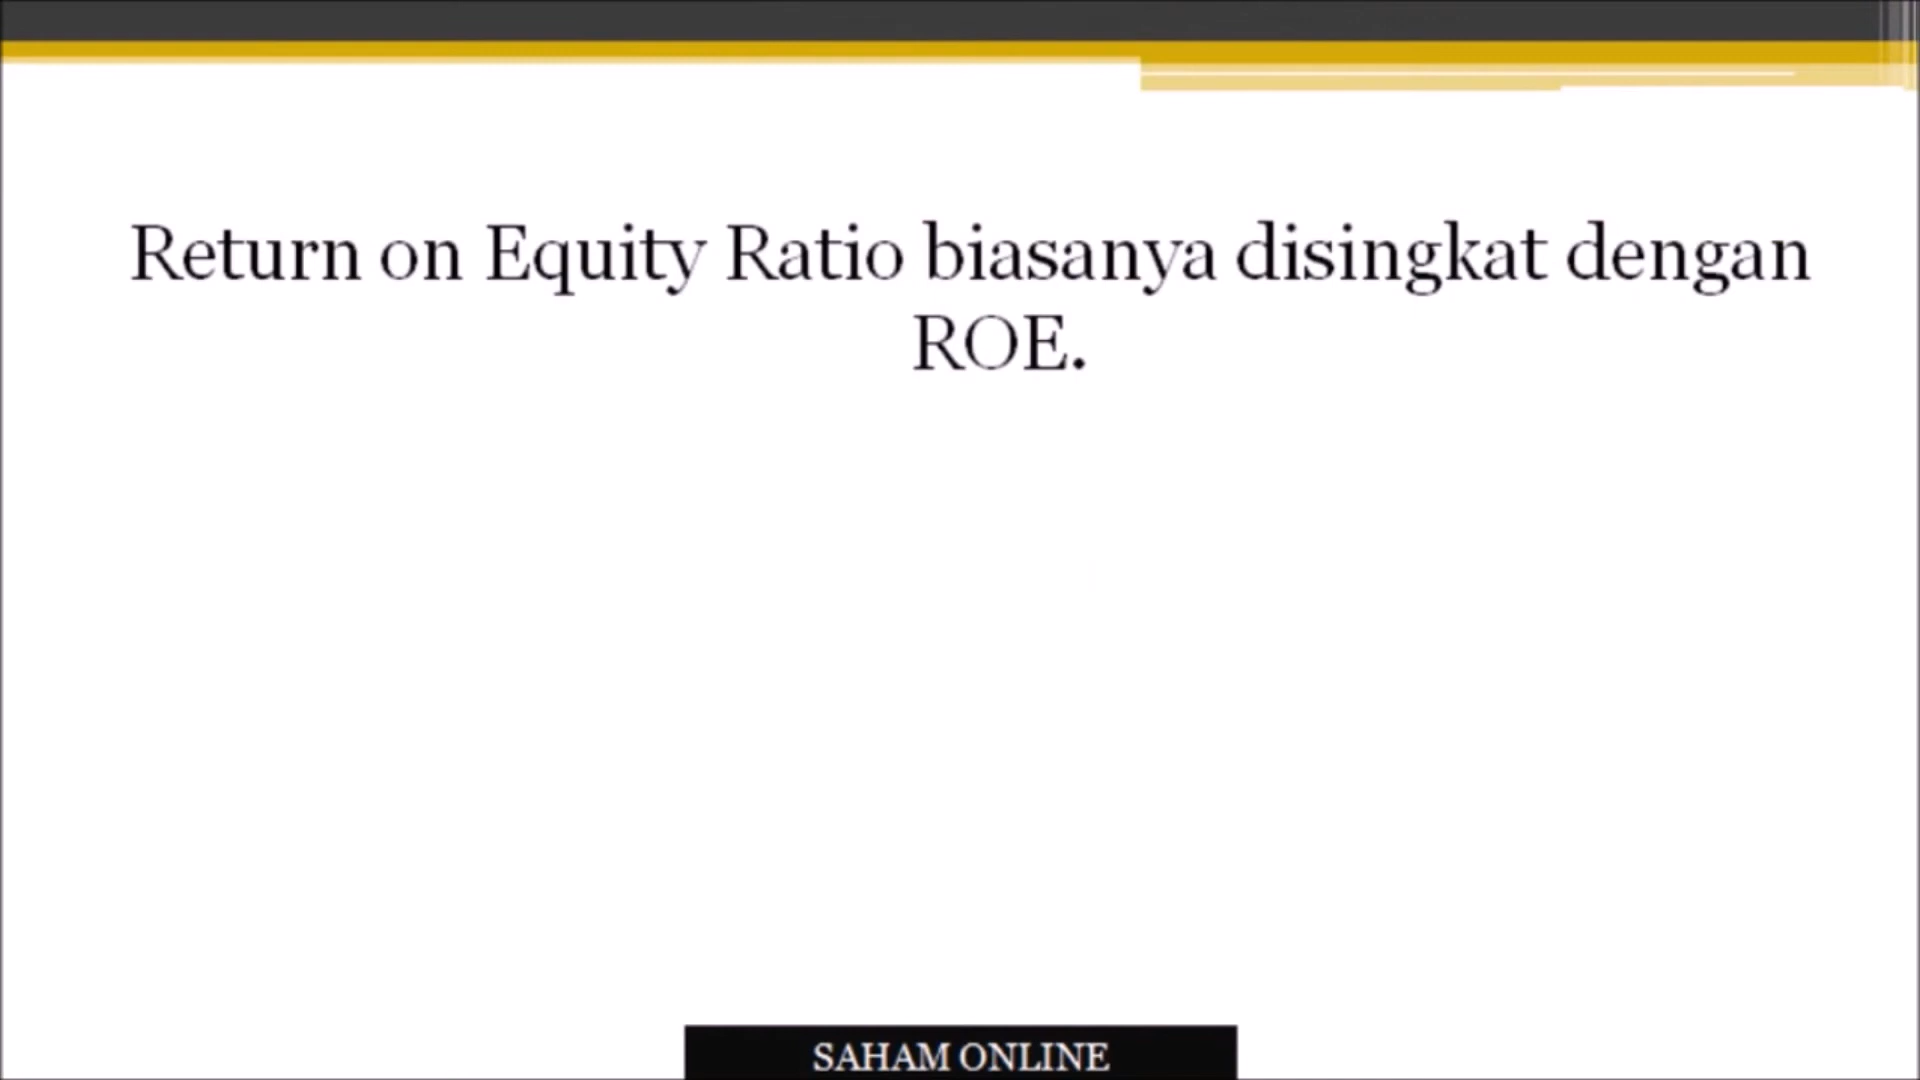 Return on Equity Ratio biasanya disingkat dengan
ROE.
SAHAM ONLINE